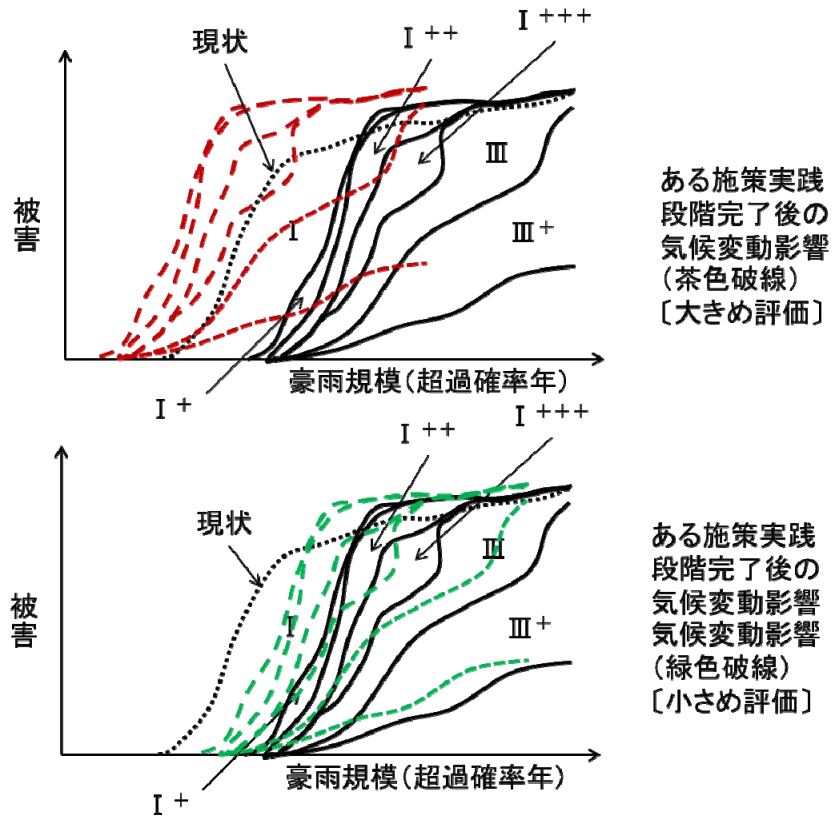 Ⅰ+++
Ⅰ++
現状
Ⅲ
被害
Ⅰ
Ⅲ+
ある施策実践
段階完了後の
気候変動影響
(茶色破線)
〔大きめ評価〕
豪雨規模(超過確率年)
Ⅰ+
Ⅰ+++
Ⅰ++
現状
Ⅲ
被害
Ⅰ
Ⅲ+
ある施策実践
段階完了後の
気候変動影響
気候変動影響
(緑色破線)
〔小さめ評価〕
豪雨規模(超過確率年)
Ⅰ+